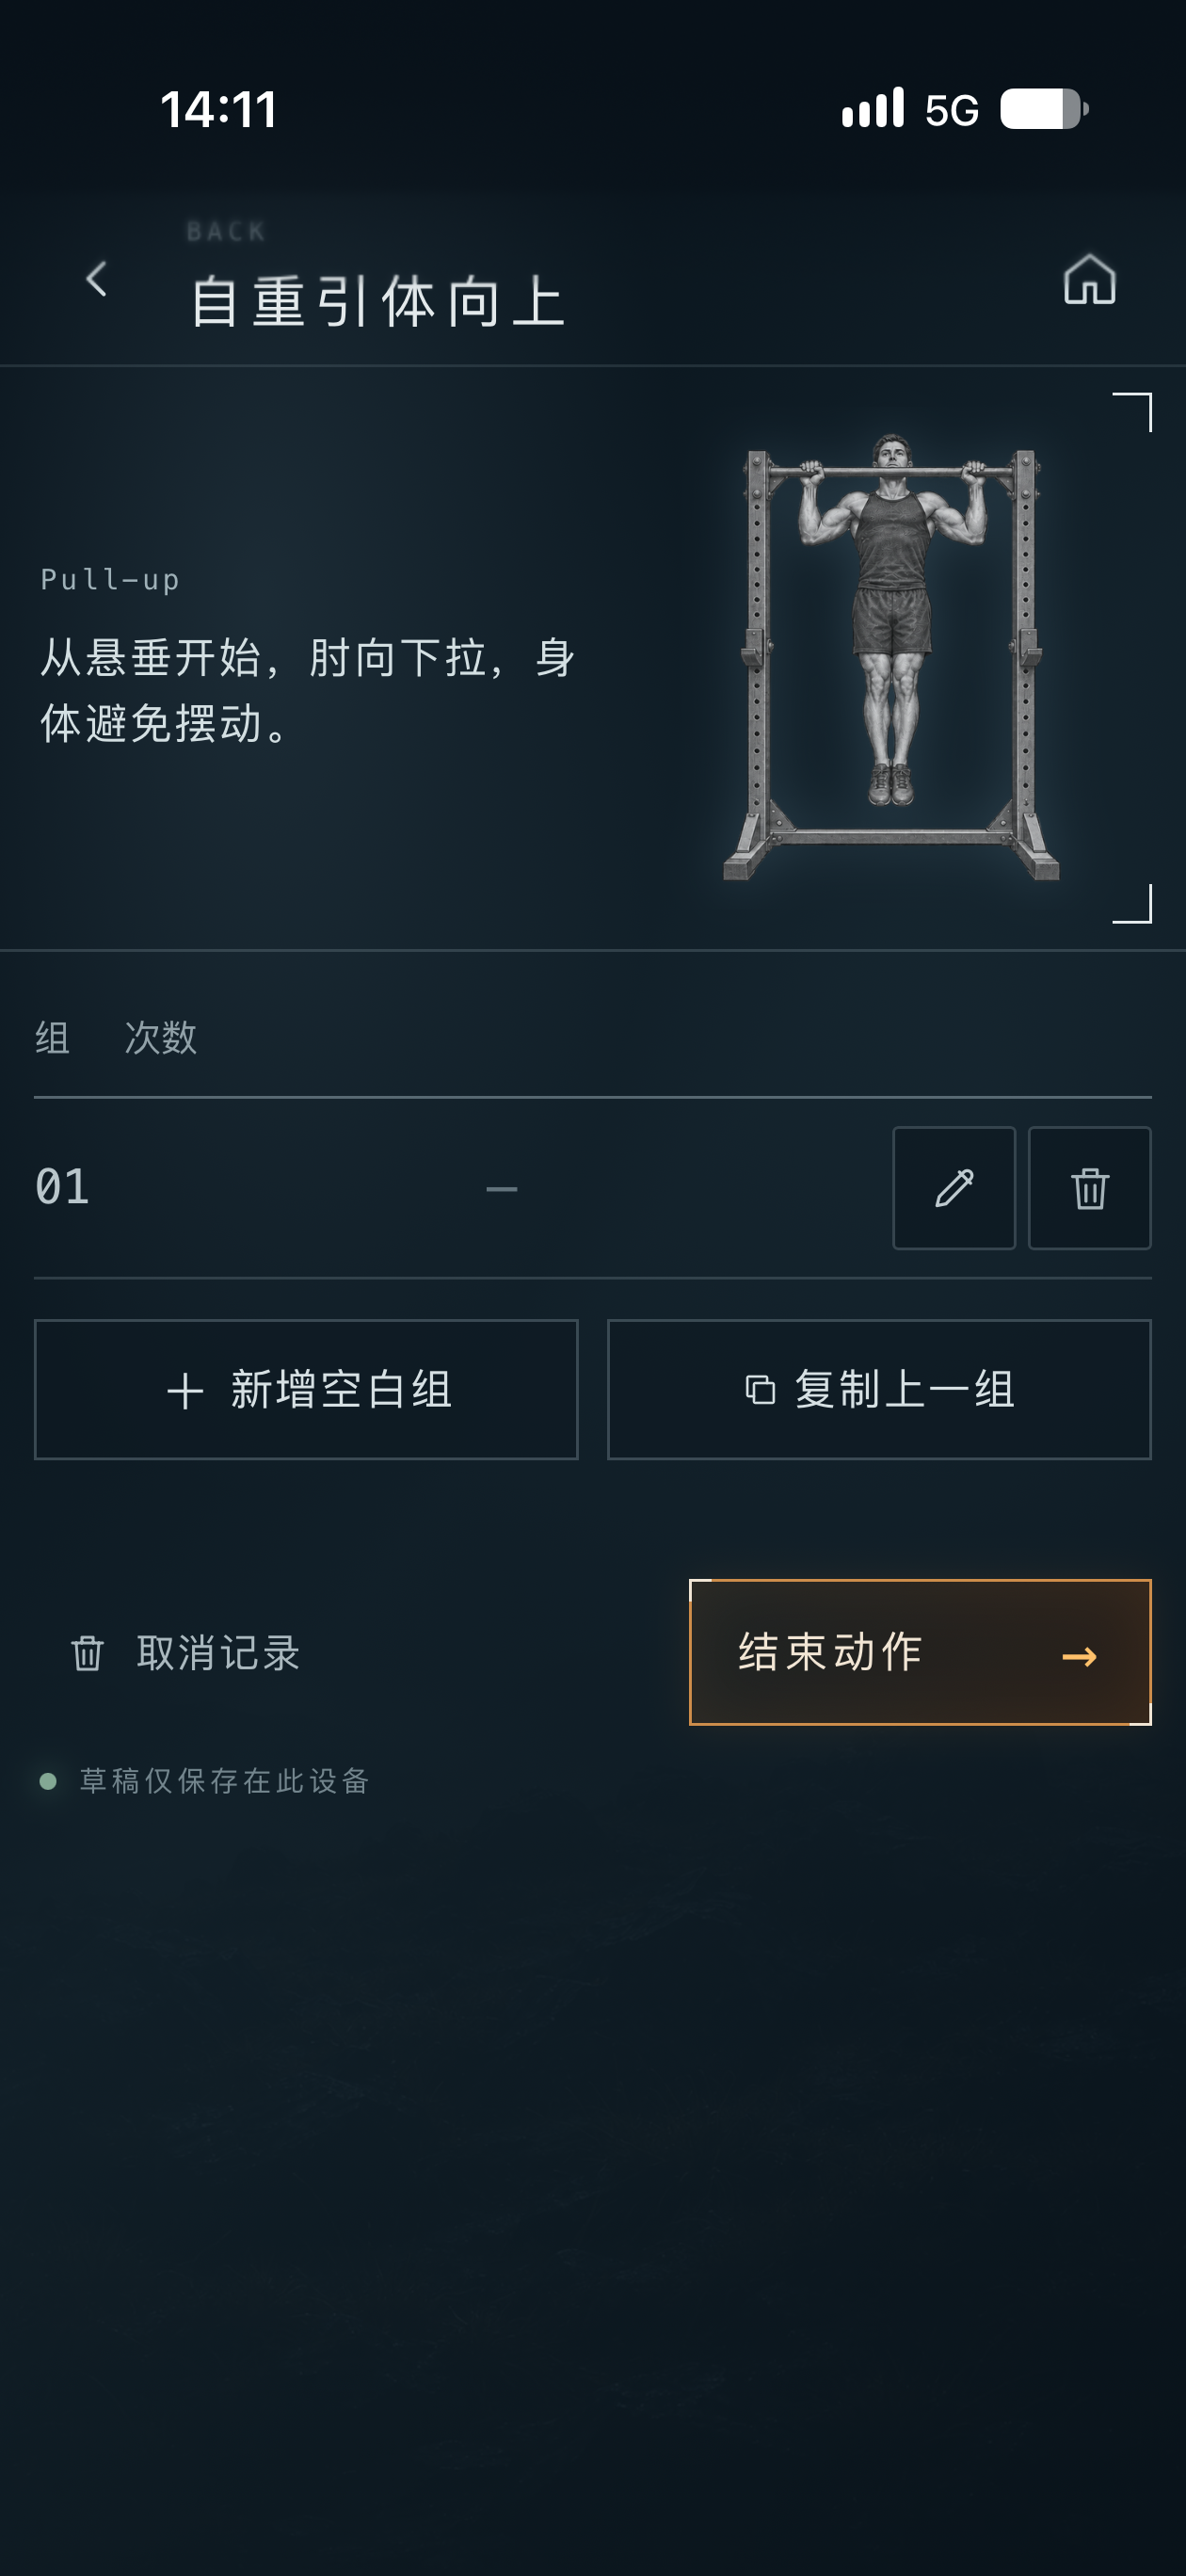 14:11 5G
BACK
自重引体向上
Pull-up
从悬垂开始，肘向下拉，身
体避免摆动。
组 次数
01 —
新增空白组 复制上一组
取消记录 结束动作 →
草稿仅保存在此设备